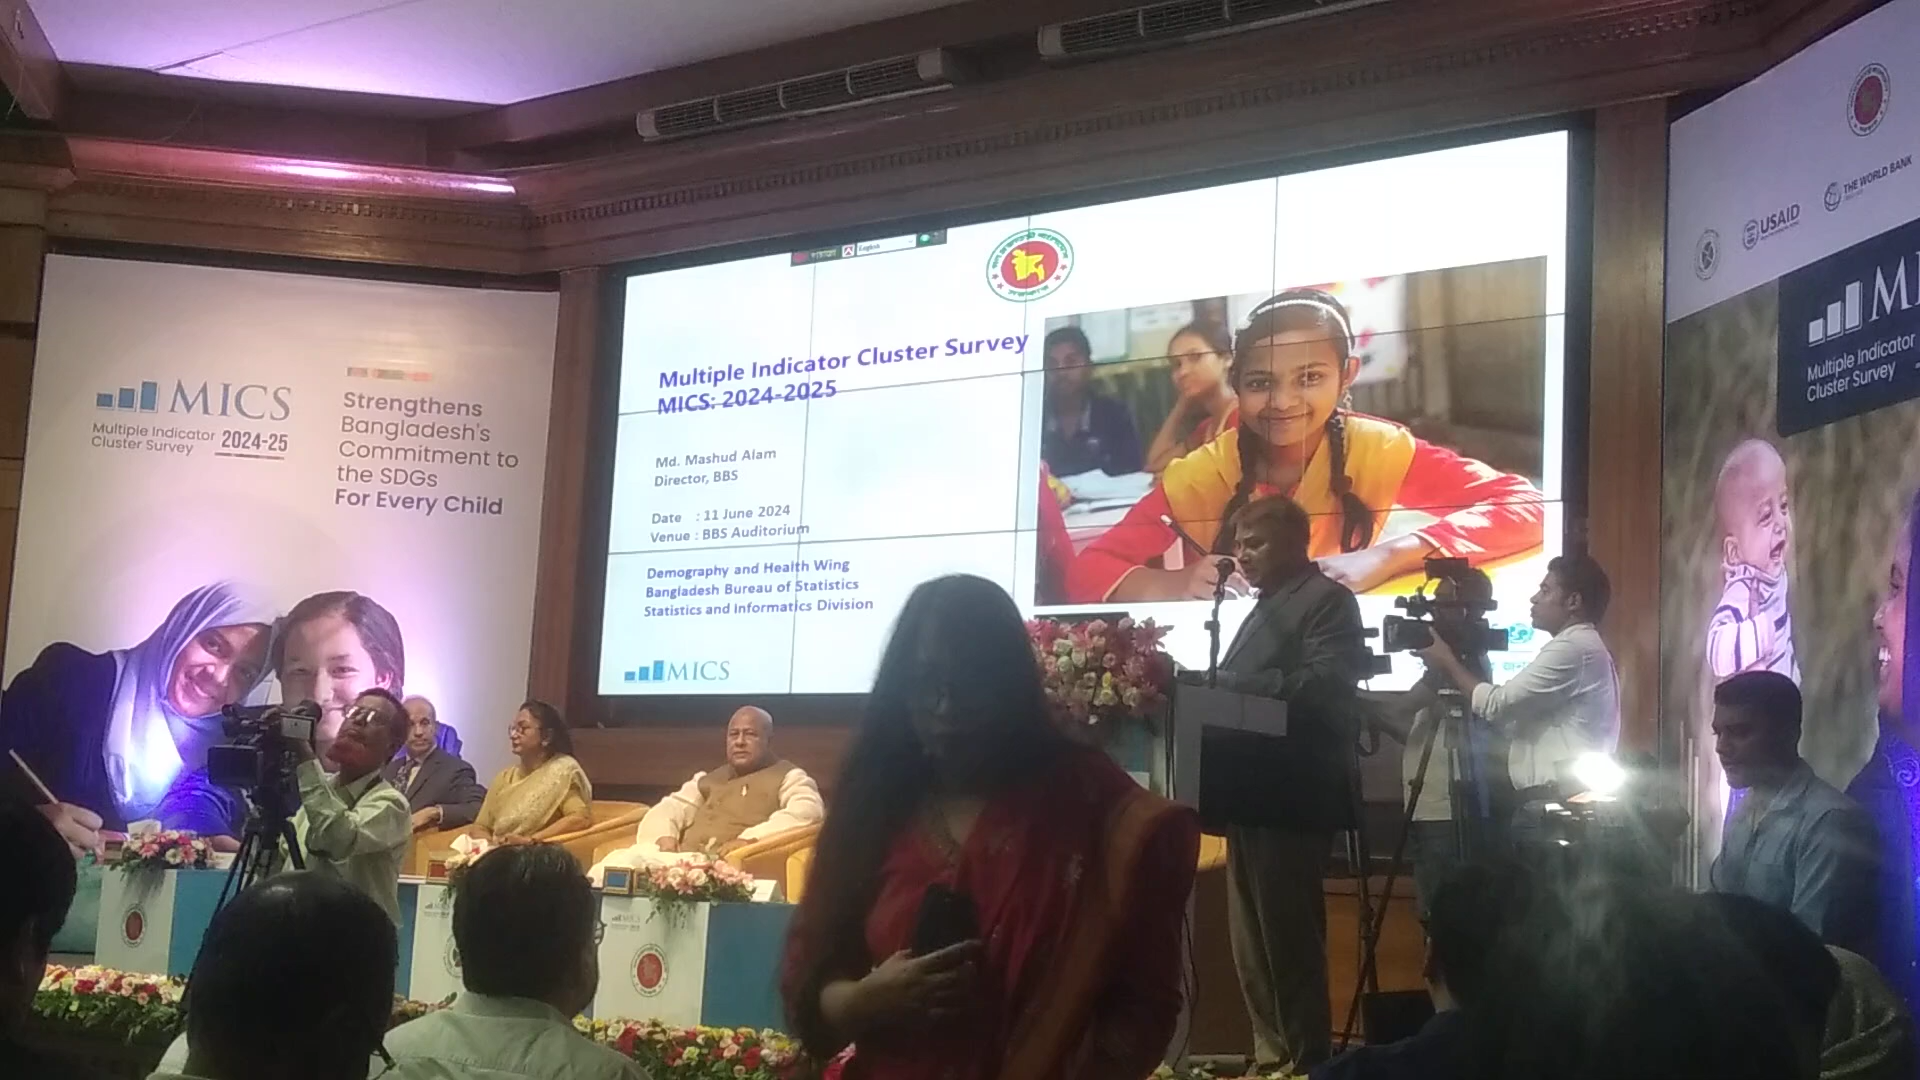 MICS
Multiple Indicator
Cluster Survey
2024-25
Strengthens
Bangladesh's
Commitment to
the SDGs
For Every Child
English
Multiple Indicator Cluster Survey
MICS: 2024-2025
Md. Mashud Alam
Director, BBS
Date : 11 June 2024
Venue : BBS Auditorium
Demography and Health Wing
Bangladesh Bureau of Statistics
Statistics and Informatics Division
MICS
USAID
THE WORLD BANK
Multiple Indicator
Cluster Survey
MICS
MICS